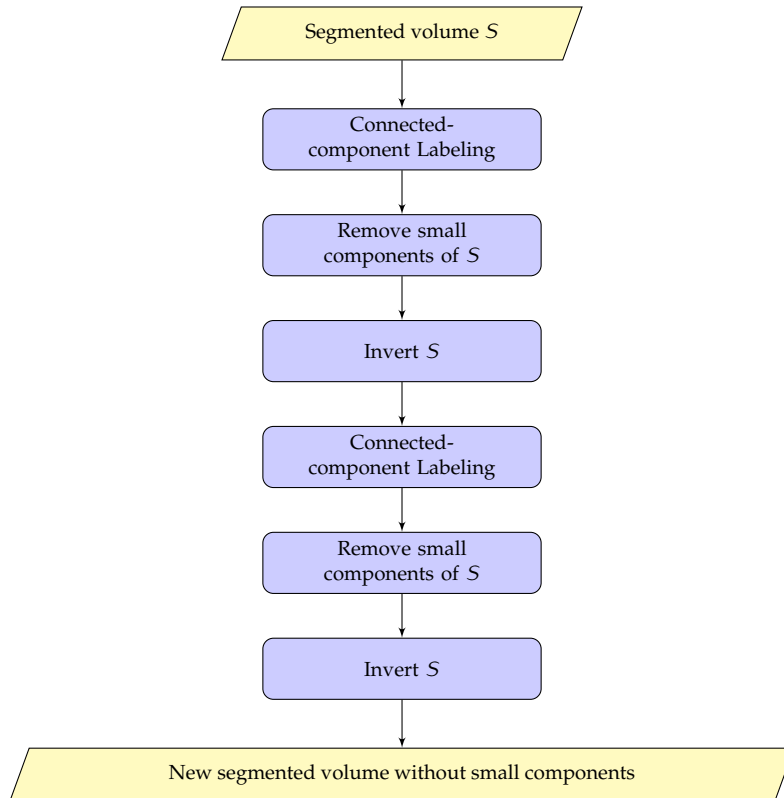 Segmented volume S
Connected-
component Labeling
Remove small
components of S
Invert S
Connected-
component Labeling
Remove small
components of S
Invert S
New segmented volume without small components